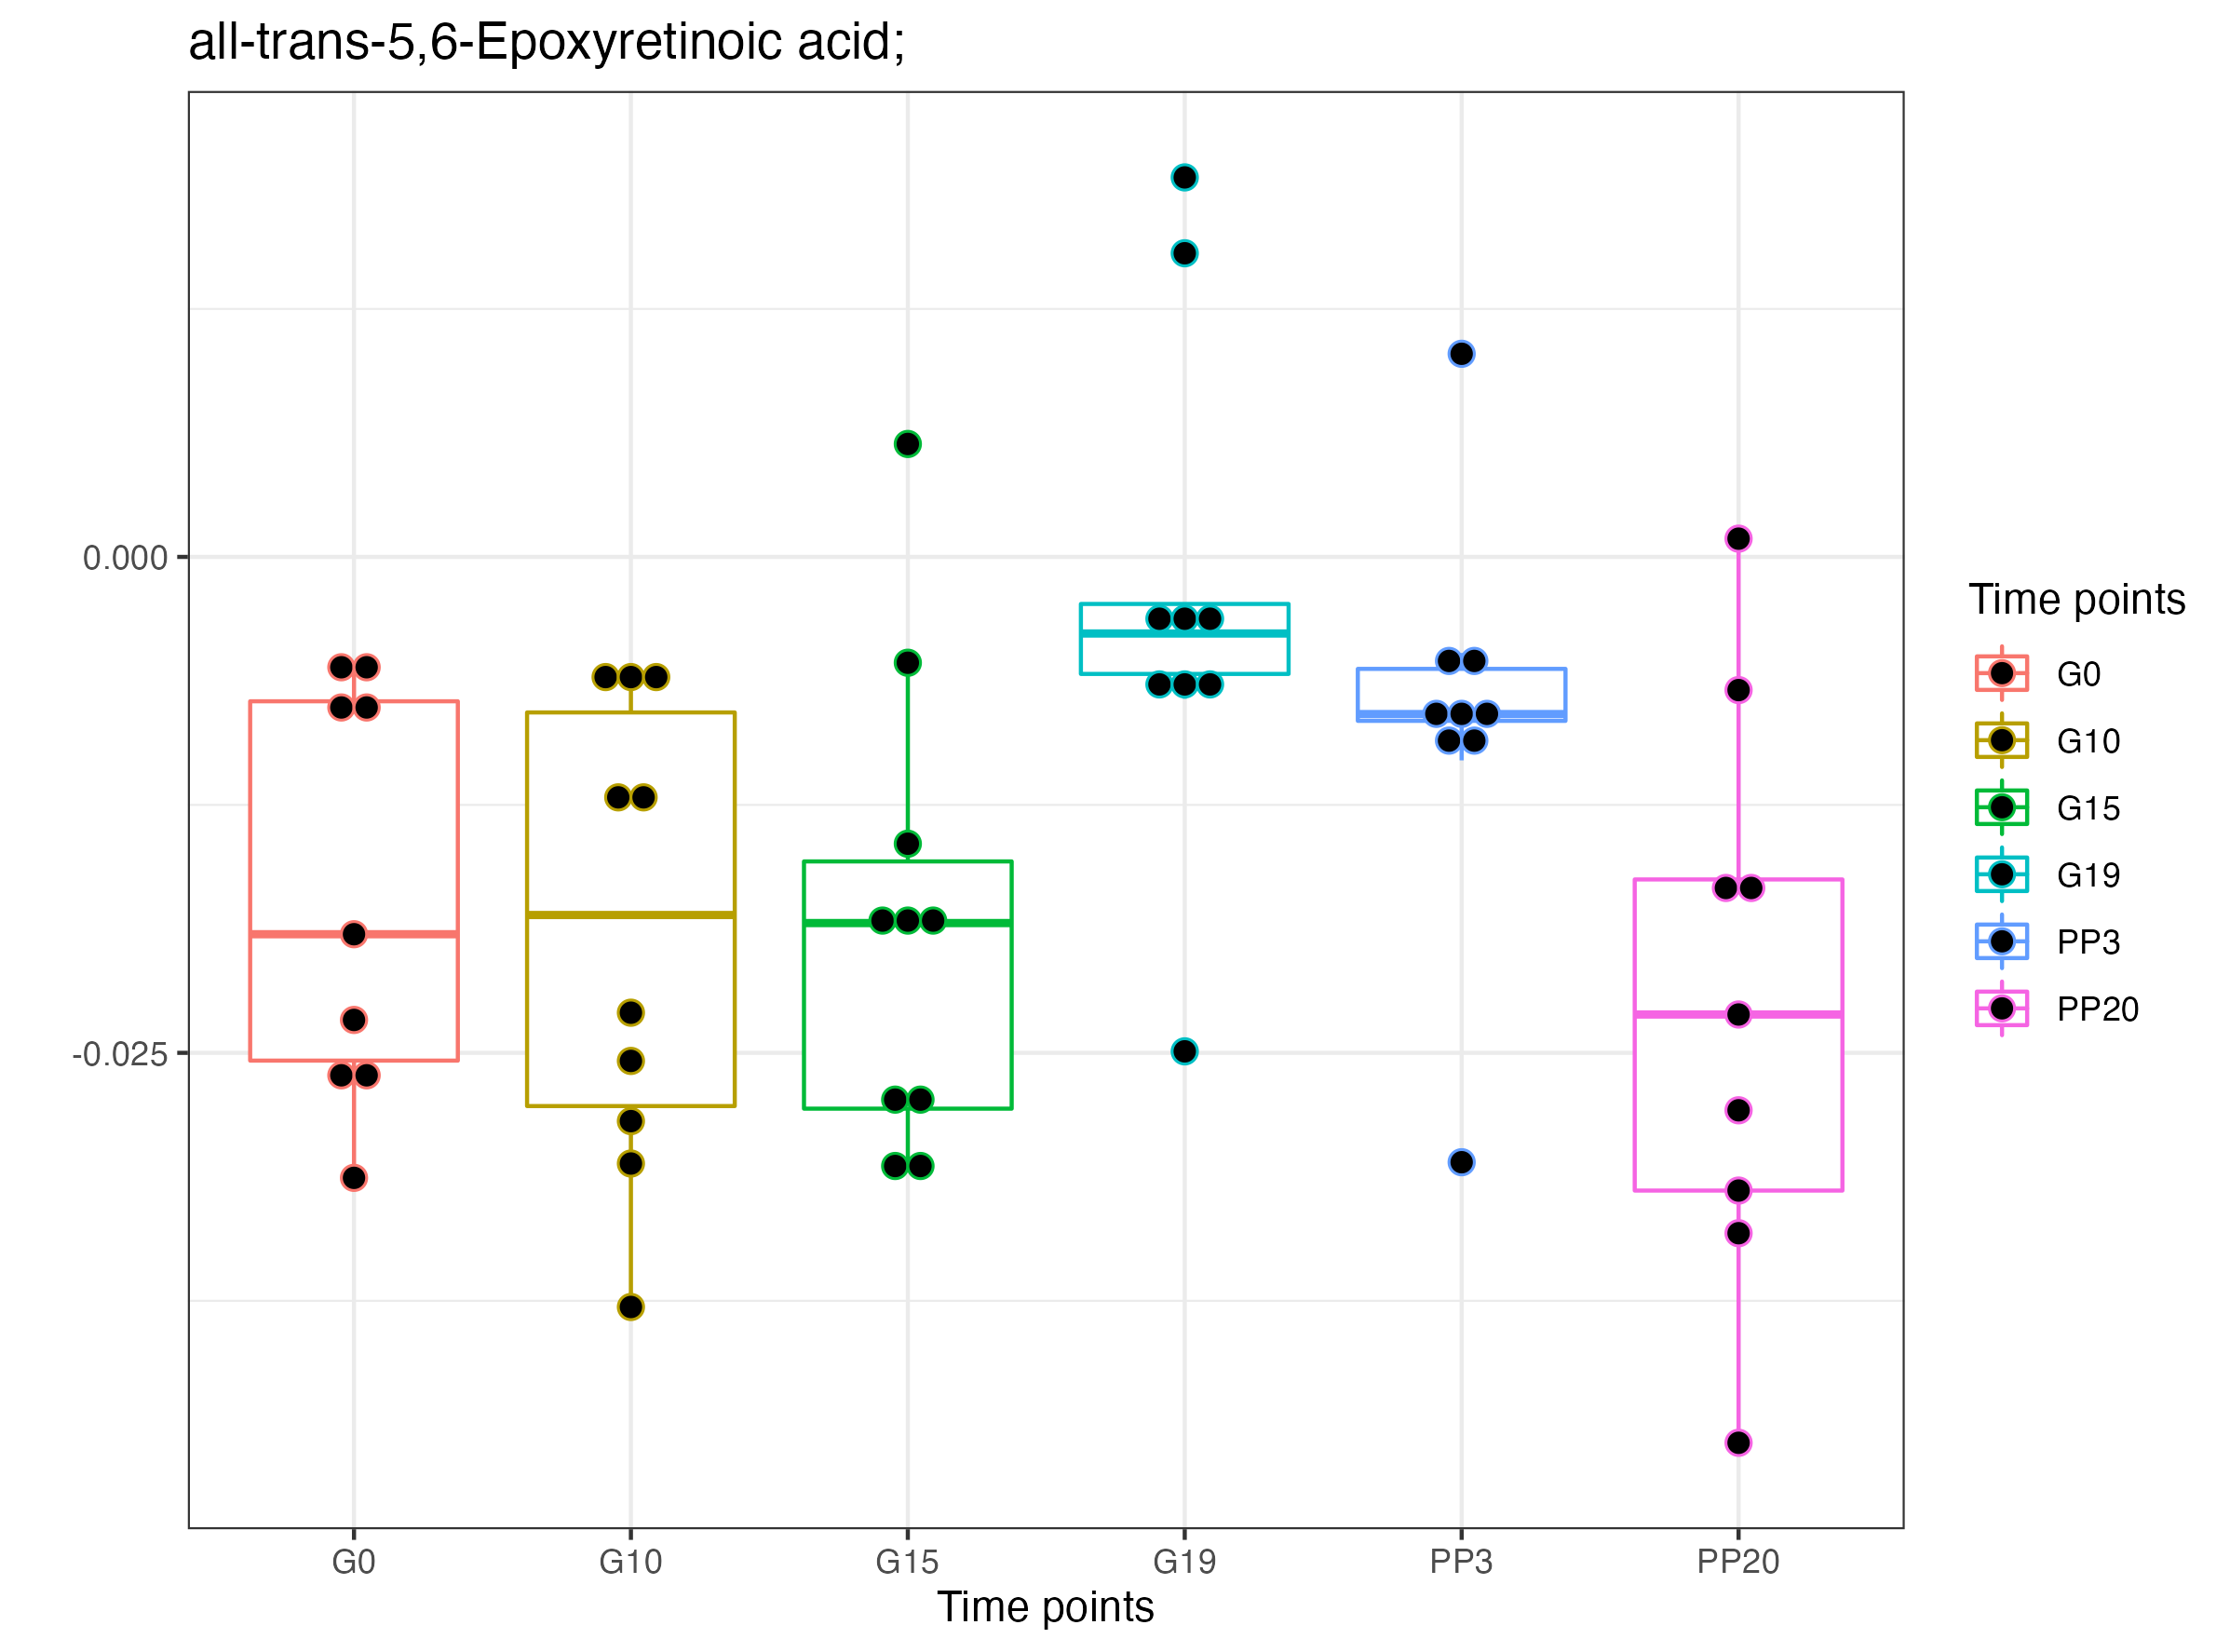 all-trans-5,6-Epoxyretinoic acid;
0.000
-0.025
G0
G10
G15
G19
PP3
PP20
Time points
Time points
G0
G10
G15
G19
PP3
PP20